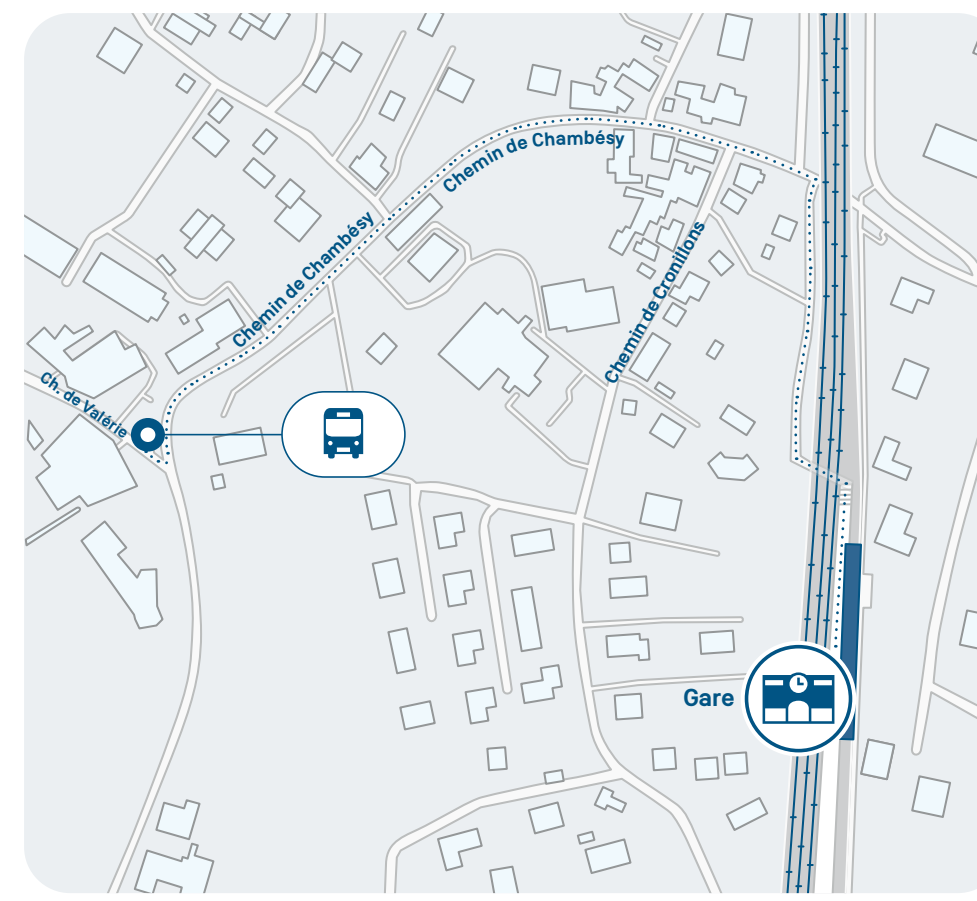 Chemin de Chambésy
Chemin de Chambésy
Chemin de Cronillons
Ch. de Valérie
Gare